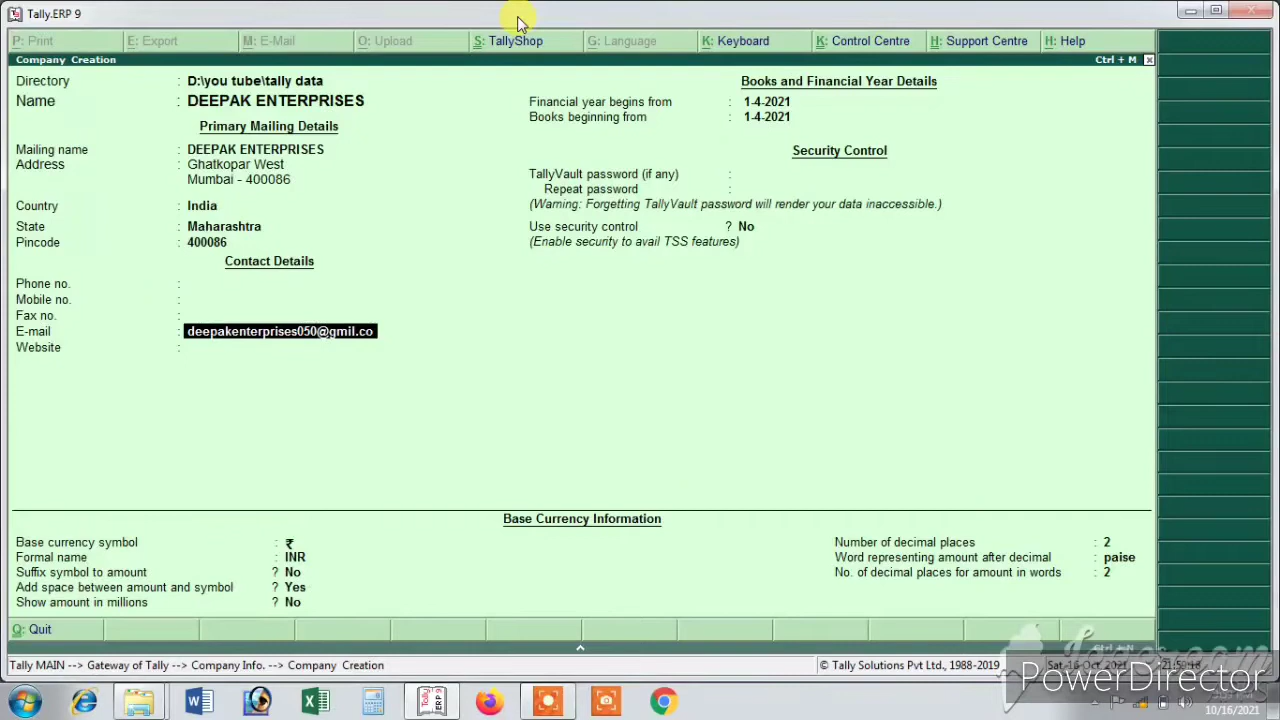 Tally.ERP 9
P: Print E: Export M: E-Mail O: Upload S: TallyShop G: Language K: Keyboard K: Control Centre H: Support Centre H: Help
Company Creation Ctrl + M
Directory : D:\you tube\tally data
Name : DEEPAK ENTERPRISES
Primary Mailing Details
Mailing name : DEEPAK ENTERPRISES
Address : Ghatkopar West
Mumbai - 400086
Country : India
State : Maharashtra
Pincode : 400086
Contact Details
Phone no. :
Mobile no. :
Fax no. :
E-mail : deepakenterprises050@gmil.co
Website :
Books and Financial Year Details
Financial year begins from : 1-4-2021
Books beginning from : 1-4-2021
Security Control
TallyVault password (if any) :
Repeat password :
(Warning: Forgetting TallyVault password will render your data inaccessible.)
Use security control ? No
(Enable security to avail TSS features)
Base Currency Information
Base currency symbol : ₹
Formal name : INR
Suffix symbol to amount ? No
Add space between amount and symbol ? Yes
Show amount in millions ? No
Number of decimal places : 2
Word representing amount after decimal : paise
No. of decimal places for amount in words : 2
Q: Quit
Ctrl + N
Tally MAIN --> Gateway of Tally --> Company Info. --> Company Creation
© Tally Solutions Pvt Ltd., 1988-2019
Sat, 16 Oct, 2021
PowerDirector
10/16/2021